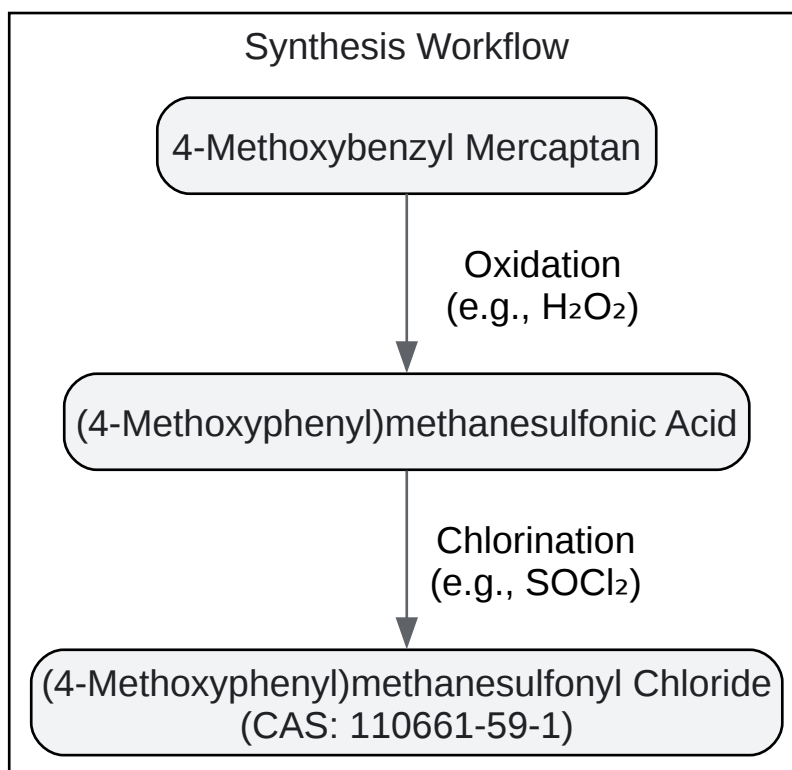 Synthesis Workflow
4-Methoxybenzyl Mercaptan
Oxidation
(e.g., H₂O₂)
(4-Methoxyphenyl)methanesulfonic Acid
Chlorination
(e.g., SOCl₂)
(4-Methoxyphenyl)methanesulfonyl Chloride
(CAS: 110661-59-1)